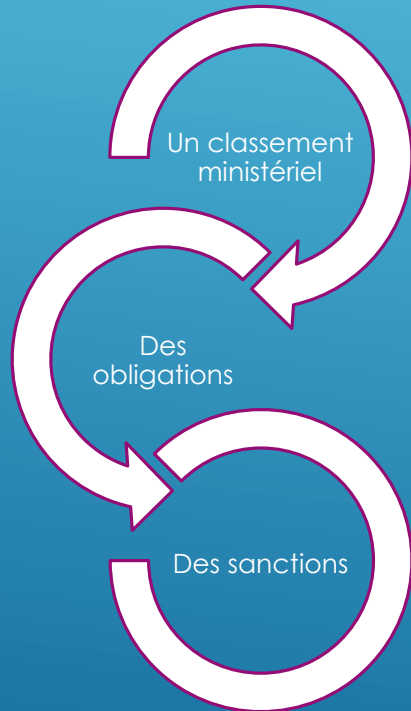 Un classement
ministériel
Des
obligations
Des sanctions